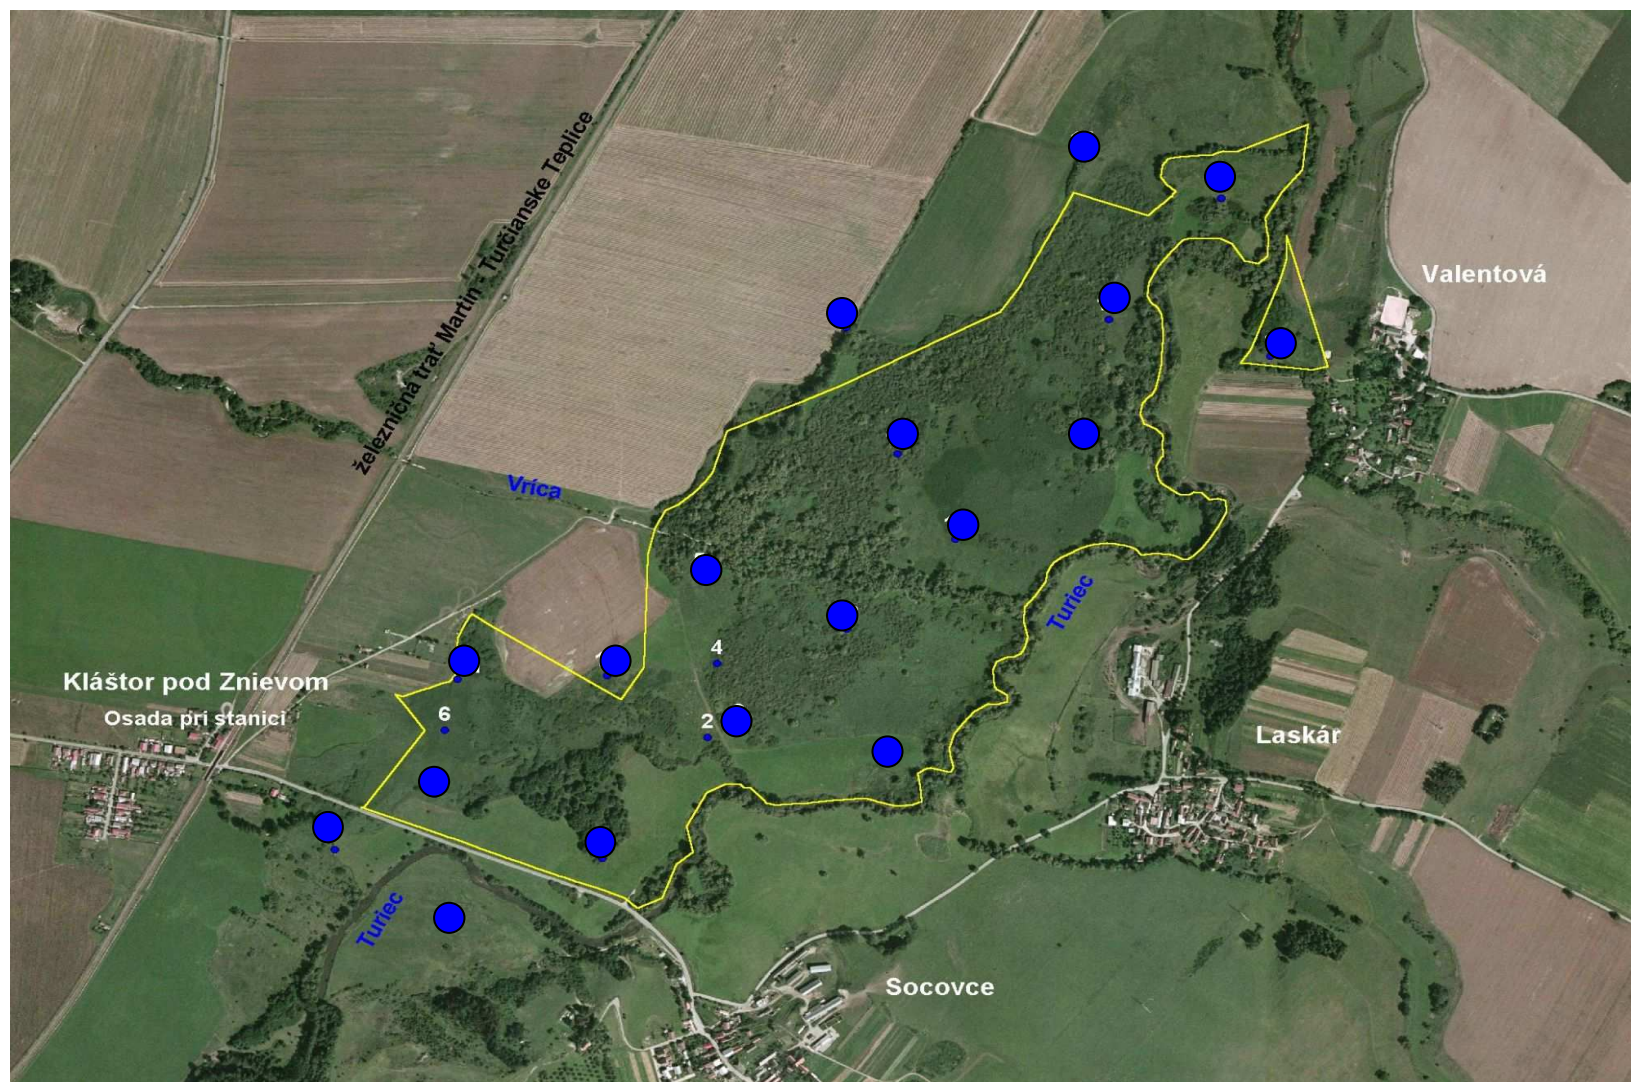 železničná trať Martin - Turčianske Teplice
Valentová
Vríca
Turiec
4
Kláštor pod Znievom
Osada pri stanici
6
2
Laskár
Turiec
Socovce